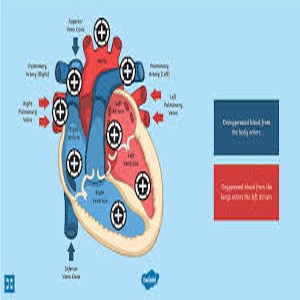 Superior
Vena Cava
Aorta
Pulmonary
Artery (Right)
Pulmonary
Artery (Left)
Right
Pulmonary
Veins
Left
Pulmonary
Veins
Left
Atrium
Right
Atrium
Left
Ventricle
Right
Ventricle
Inferior
Vena Cava
Deoxygenated blood from
the body enters
Oxygenated blood from the
lungs enters the left atrium.
twinkl